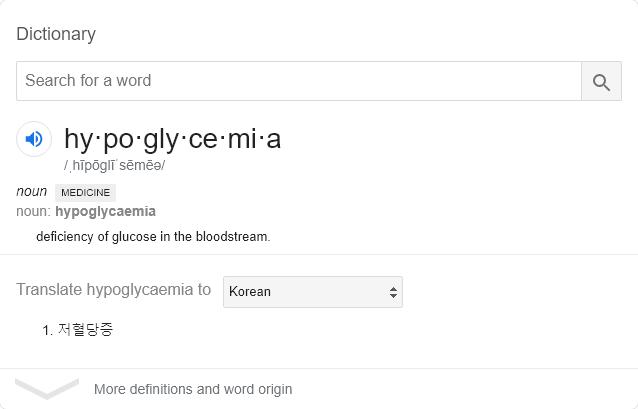 Dictionary
Search for a word
hy·po·gly·ce·mi·a
/ˌhīpōɡlīˈsēmēə/
noun MEDICINE
noun: hypoglycaemia
deficiency of glucose in the bloodstream.
Translate hypoglycaemia to Korean
1. 저혈당증
More definitions and word origin